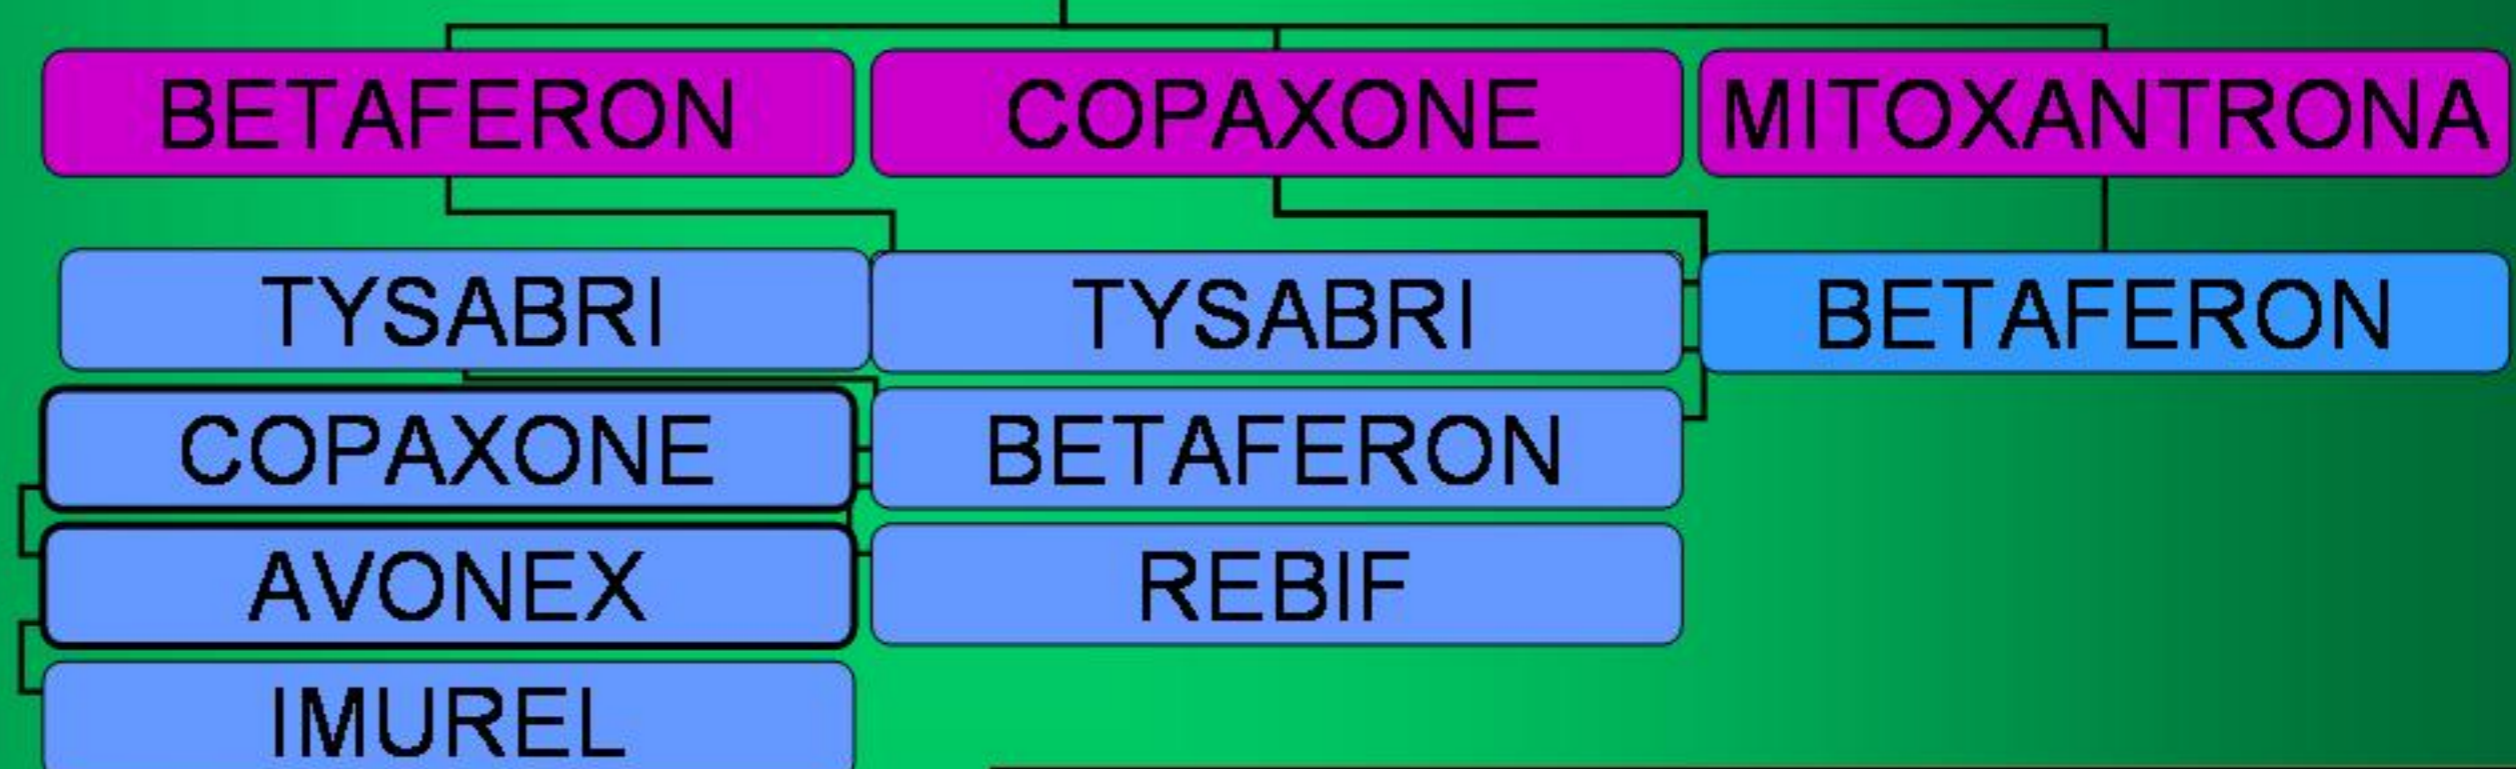 BETAFERON
COPAXONE
MITOXANTRONA
TYSABRI
TYSABRI
BETAFERON
COPAXONE
BETAFERON
AVONEX
REBIF
IMUREL